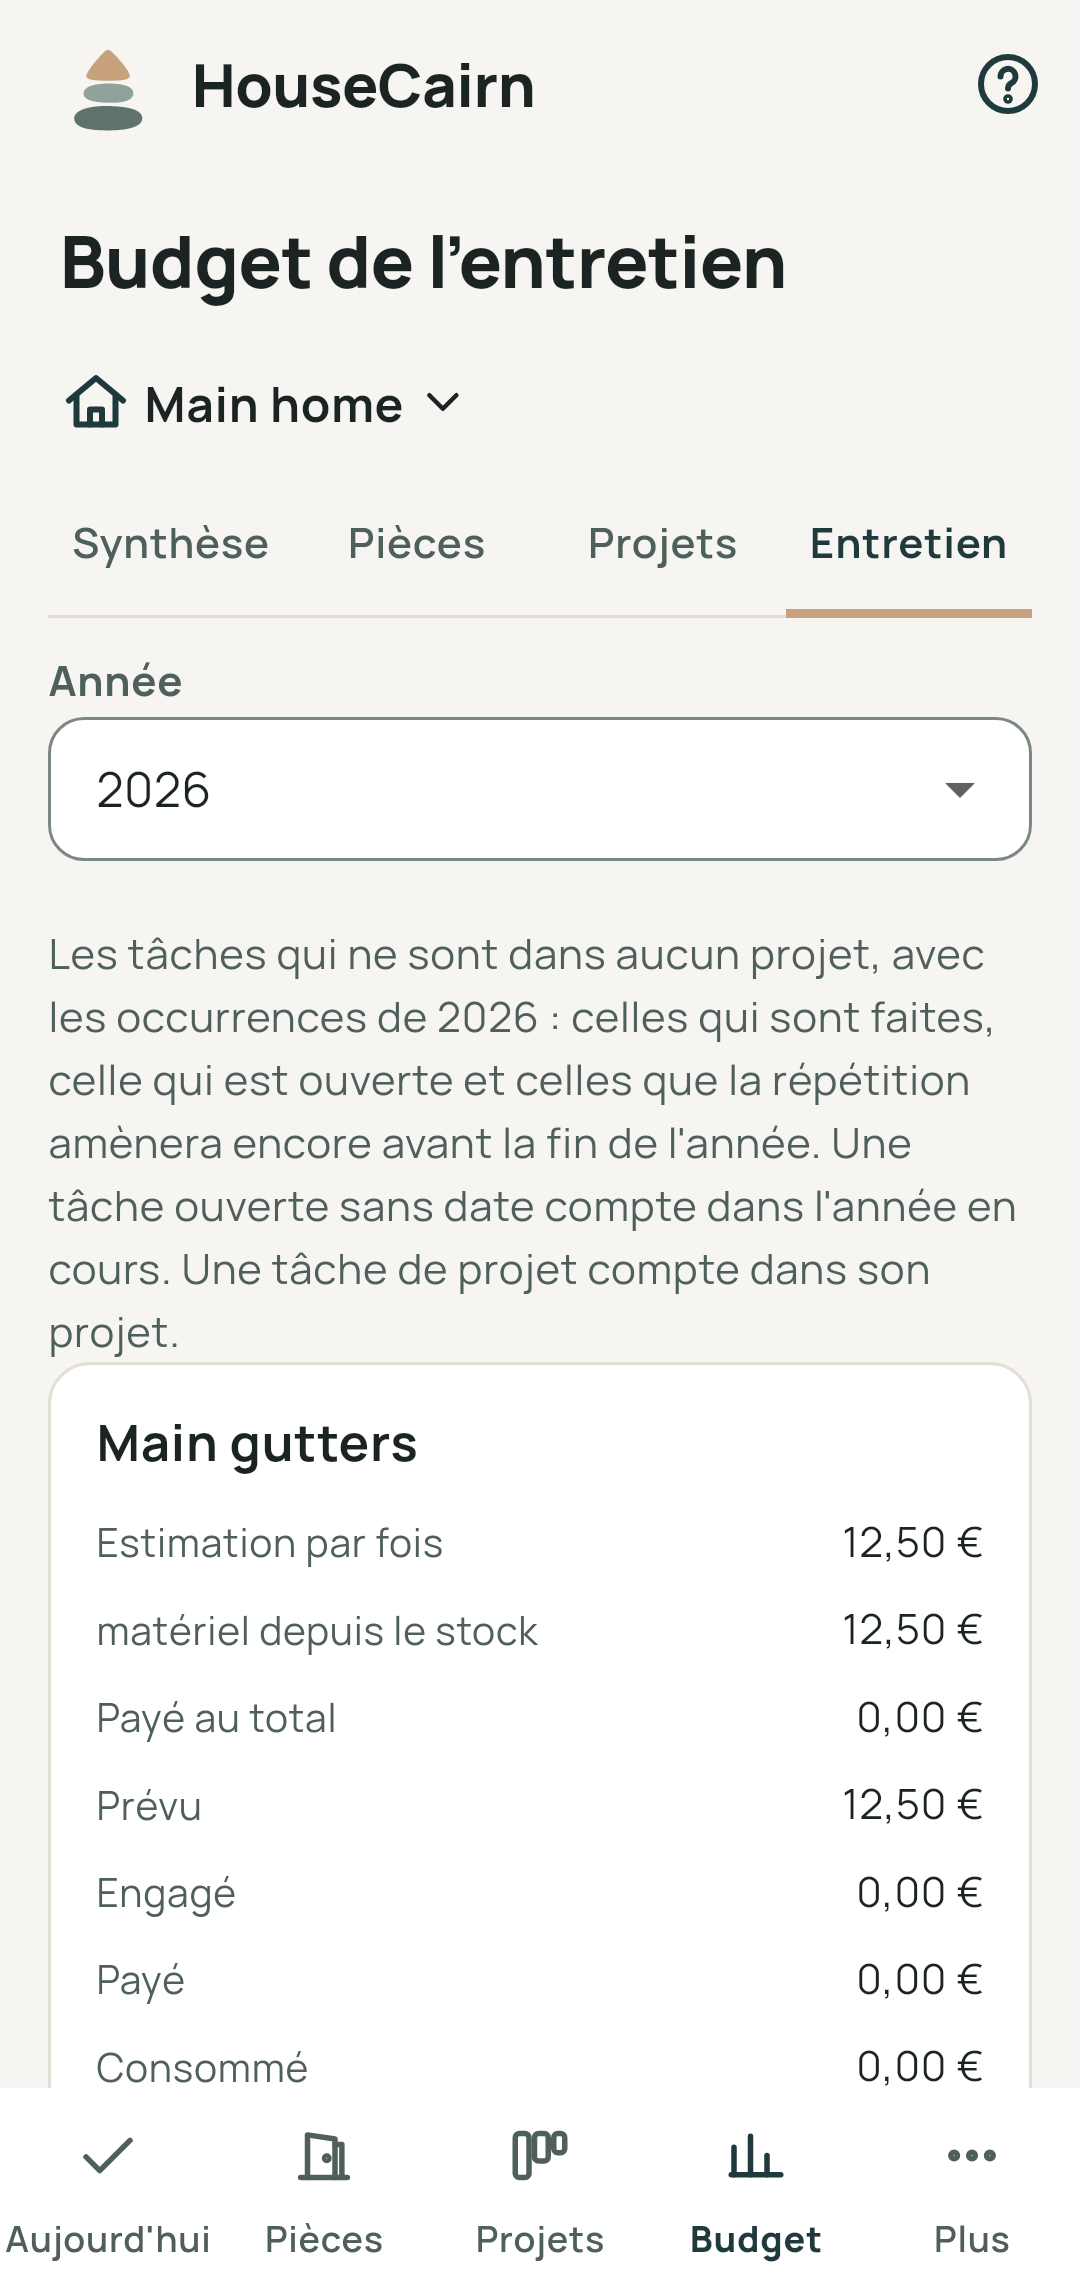 HouseCairn
Budget de l’entretien
Main home
Synthèse Pièces Projets Entretien
Année
2026
Les tâches qui ne sont dans aucun projet, avec
les occurrences de 2026 : celles qui sont faites,
celle qui est ouverte et celles que la répétition
amènera encore avant la fin de l'année. Une
tâche ouverte sans date compte dans l'année en
cours. Une tâche de projet compte dans son
projet.
Main gutters
Estimation par fois 12,50 €
matériel depuis le stock 12,50 €
Payé au total 0,00 €
Prévu 12,50 €
Engagé 0,00 €
Payé 0,00 €
Consommé 0,00 €
Aujourd'hui Pièces Projets Budget Plus